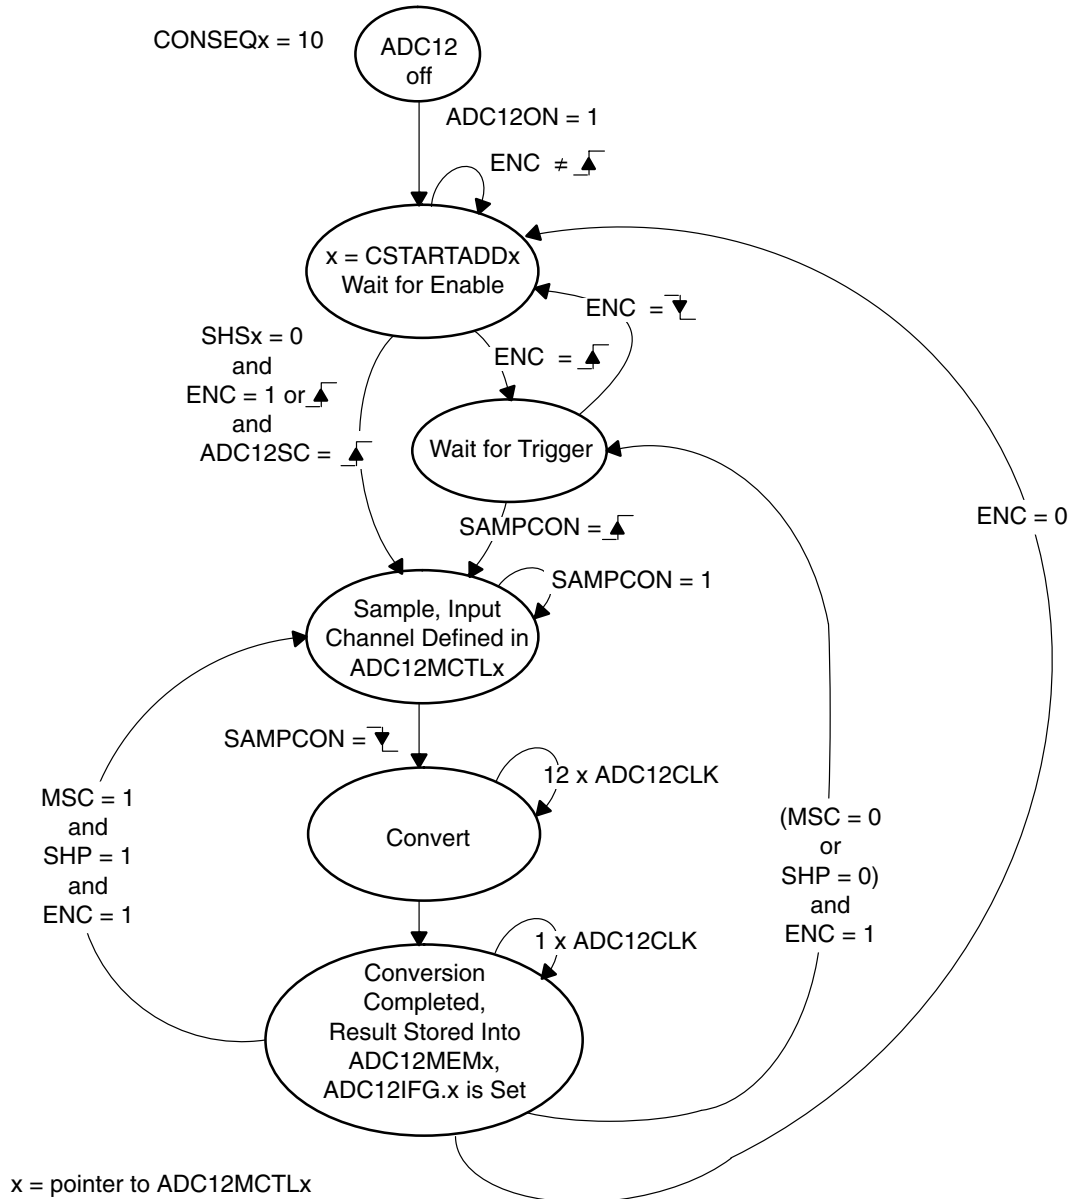 CONSEQx = 10
ADC12
off
ADC12ON = 1
ENC ≠
x = CSTARTADDx
Wait for Enable
ENC =
SHSx = 0
and
ENC = 1 or
and
ADC12SC =
ENC =
Wait for Trigger
ENC = 0
SAMPCON =
SAMPCON = 1
Sample, Input
Channel Defined in
ADC12MCTLx
SAMPCON =
12 x ADC12CLK
Convert
MSC = 1
and
SHP = 1
and
ENC = 1
(MSC = 0
or
SHP = 0)
and
ENC = 1
1 x ADC12CLK
Conversion
Completed,
Result Stored Into
ADC12MEMx,
ADC12IFG.x is Set
x = pointer to ADC12MCTLx